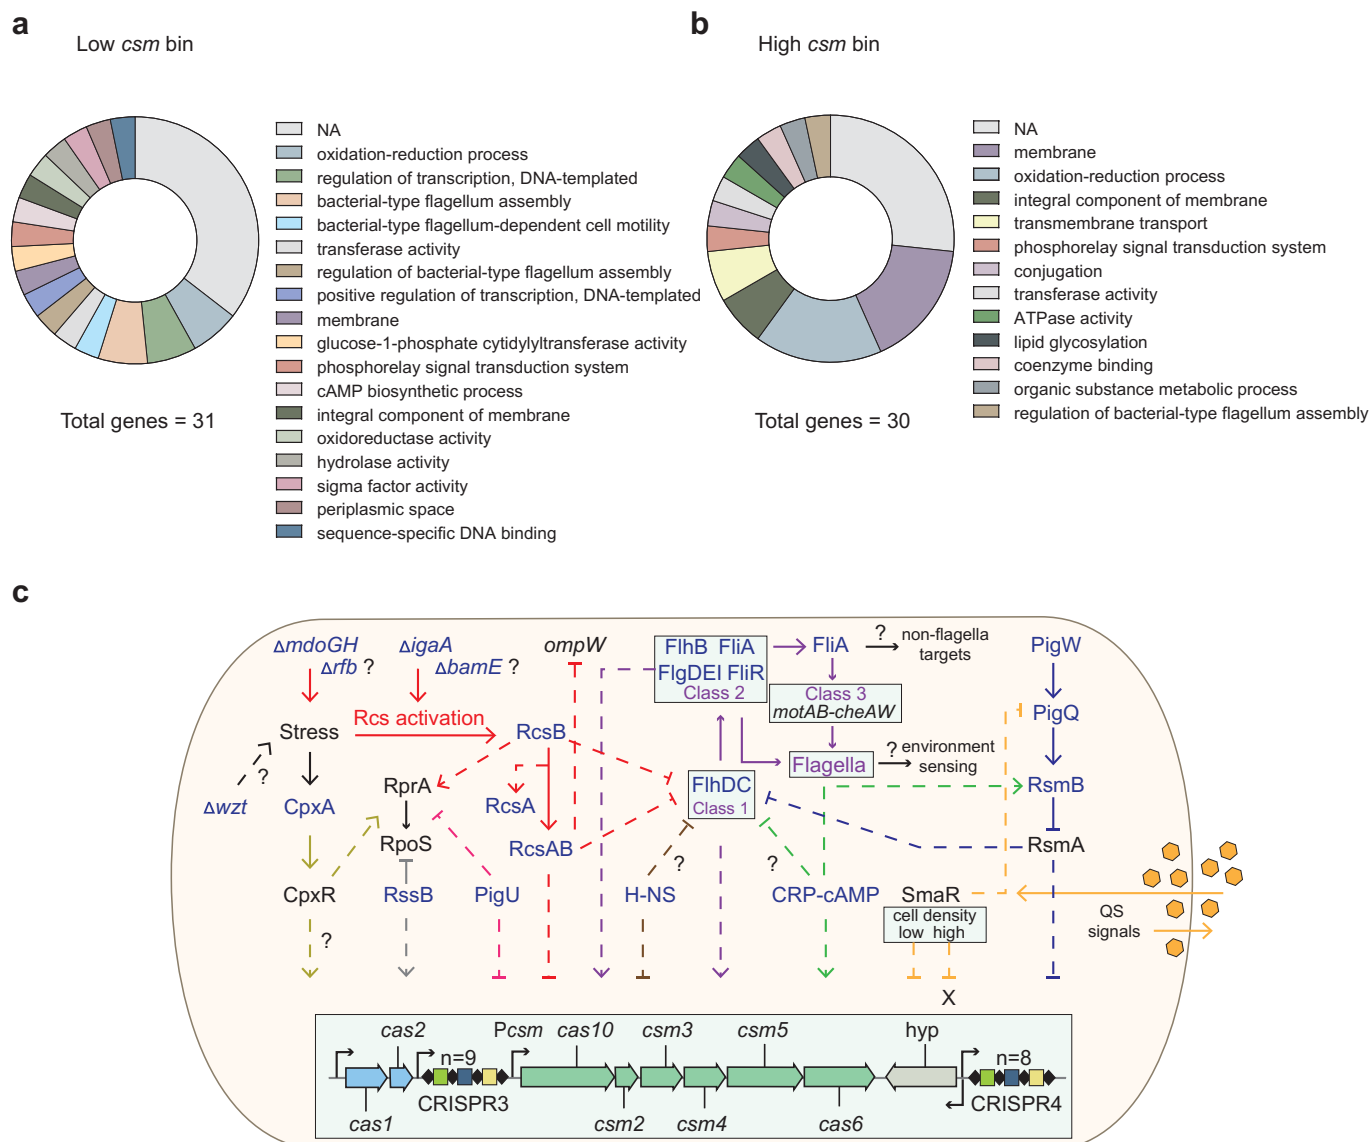 a
Low csm bin
NA
oxidation-reduction process
regulation of transcription, DNA-templated
bacterial-type flagellum assembly
bacterial-type flagellum-dependent cell motility
transferase activity
regulation of bacterial-type flagellum assembly
positive regulation of transcription, DNA-templated
membrane
glucose-1-phosphate cytidylyltransferase activity
phosphorelay signal transduction system
cAMP biosynthetic process
integral component of membrane
oxidoreductase activity
hydrolase activity
sigma factor activity
periplasmic space
sequence-specific DNA binding
Total genes = 31
b
High csm bin
NA
membrane
oxidation-reduction process
integral component of membrane
transmembrane transport
phosphorelay signal transduction system
conjugation
transferase activity
ATPase activity
lipid glycosylation
coenzyme binding
organic substance metabolic process
regulation of bacterial-type flagellum assembly
Total genes = 30
c
ΔmdoGH
Δrfb ?
ΔigaA
ΔbamE ?
ompW
FlhB FliA
FlgDEI FliR
Class 2
FliA
?
non-flagella
targets
PigW
Class 3
motAB-cheAW
PigQ
Stress
Rcs activation
RcsB
Flagella
?
environment
sensing
?
Δwzt
CpxA
RprA
RcsA
FlhDC
Class 1
RsmB
RpoS
RcsAB
RsmA
?
?
CpxR
RssB
PigU
H-NS
CRP-cAMP
SmaR
cell density
low high
QS
signals
?
X
cas2
n=9
Pcsm
cas10
csm3
csm5
hyp
n=8
CRISPR3
CRISPR4
cas1
csm2
csm4
cas6